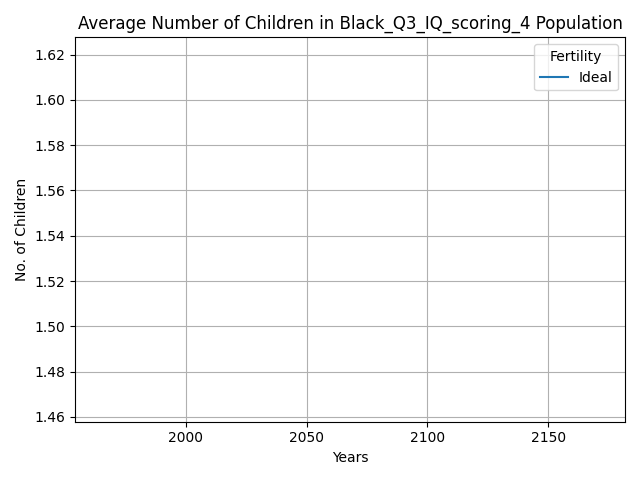 Average Number of Children in Black_Q3_IQ_scoring_4 Population
Fertility
Ideal
No. of Children
1.62
1.60
1.58
1.56
1.54
1.52
1.50
1.48
1.46
2000 2050 2100 2150
Years